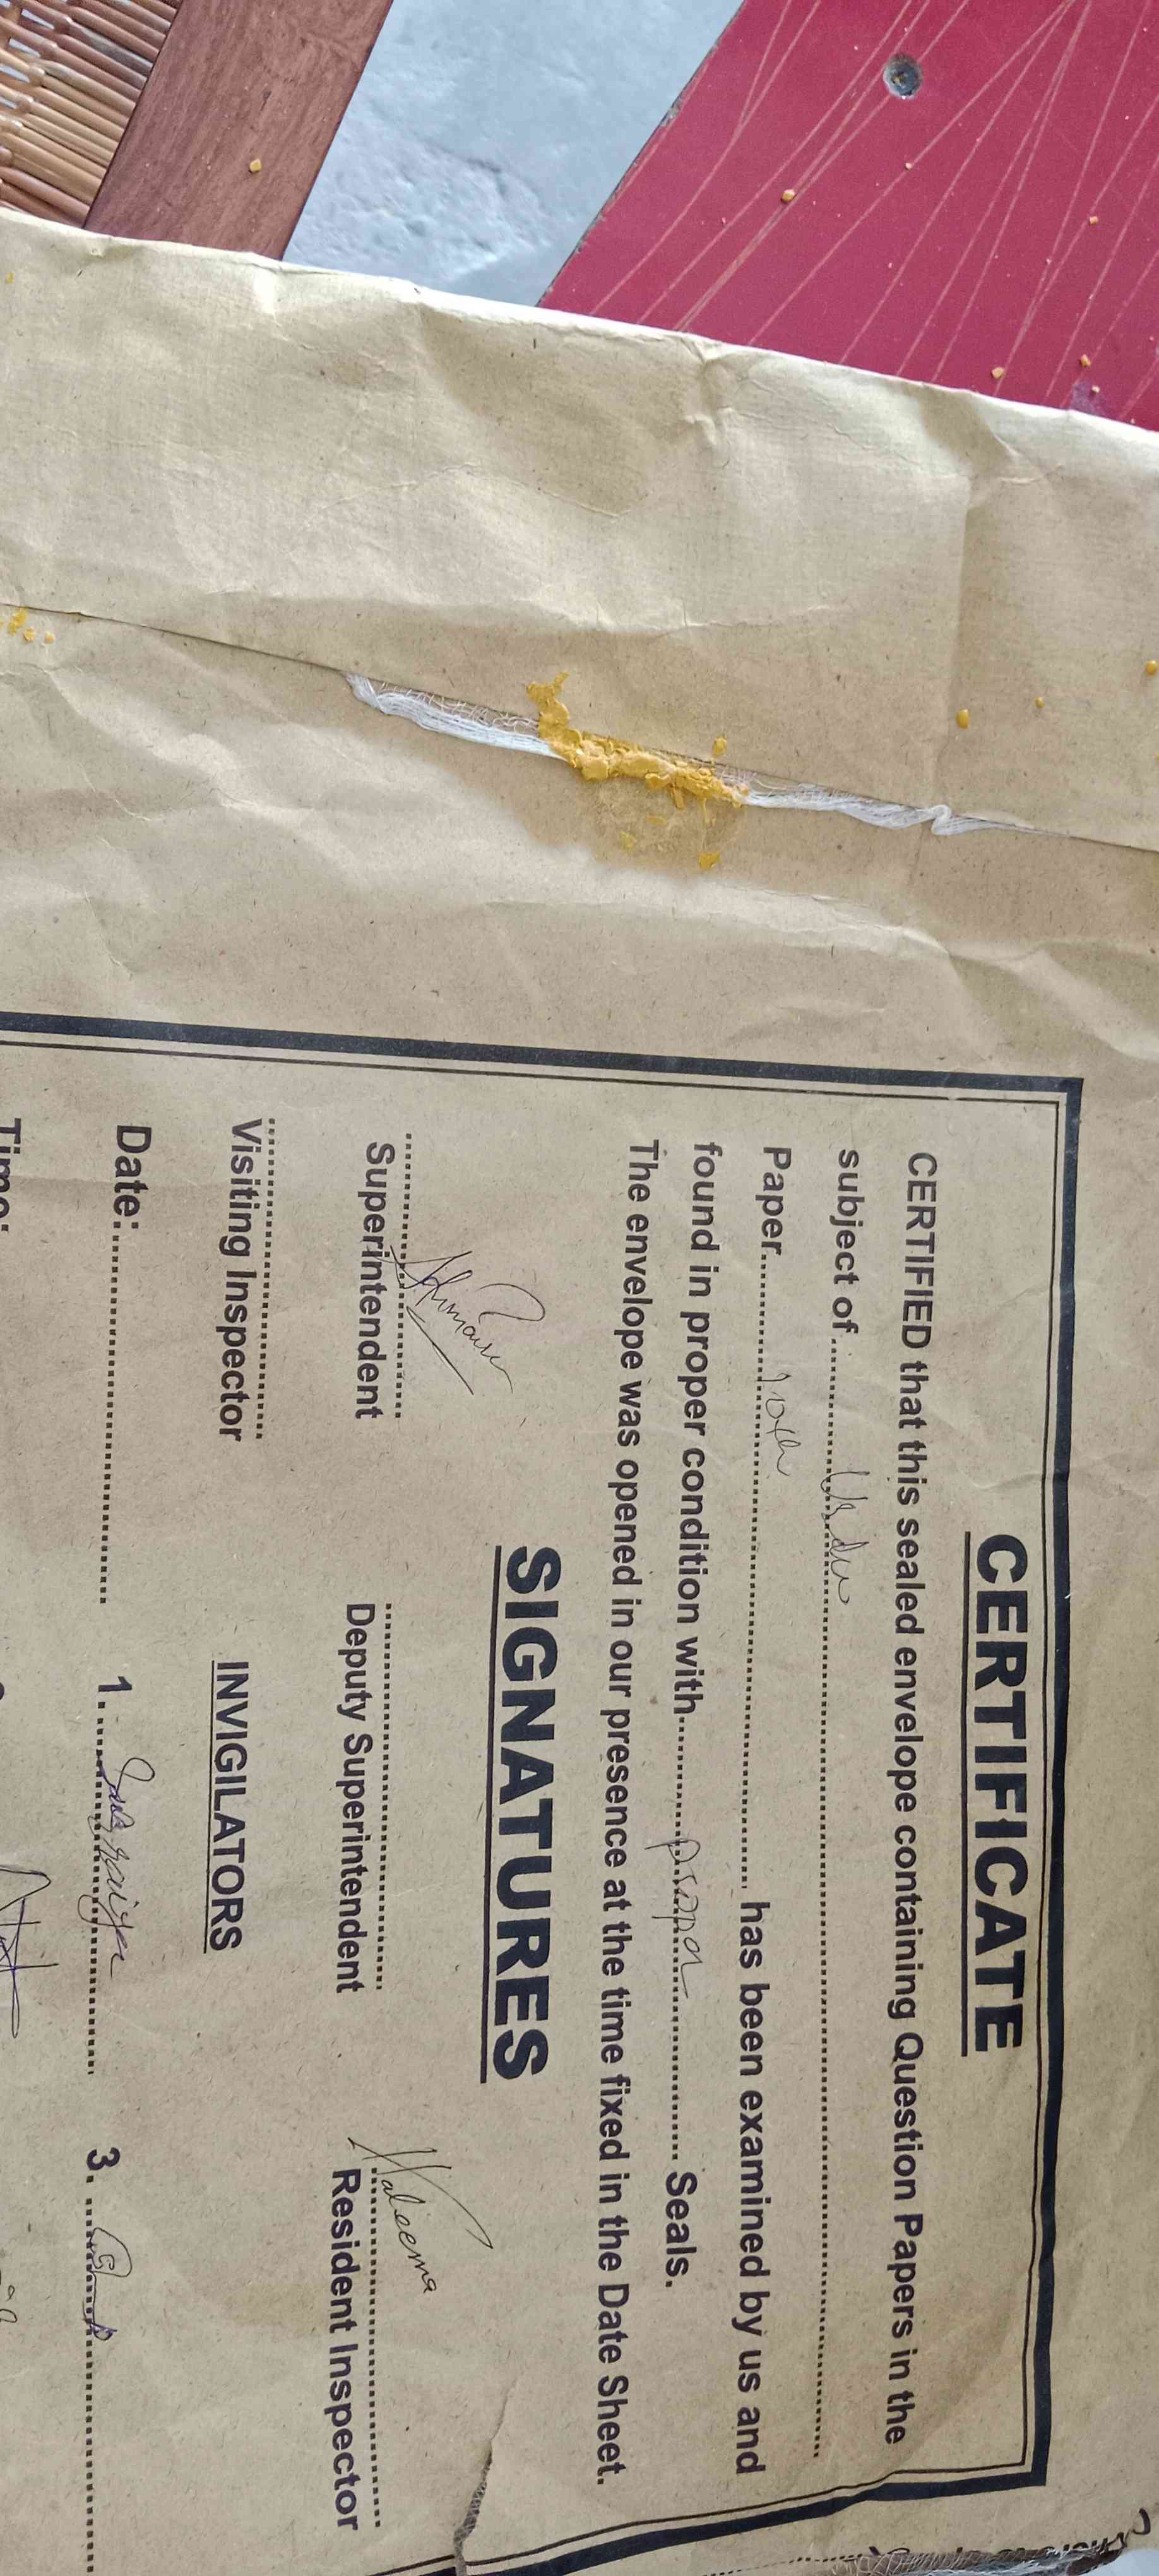 CERTIFICATE
CERTIFIED that this sealed envelope containing Question Papers in the
subject of.......... Urdu ..........
Paper.......... 10th .......... has been examined by us and
found in proper condition with.......... proper .......... Seals.
The envelope was opened in our presence at the time fixed in the Date Sheet.
SIGNATURES
Haleema
Superintendent Deputy Superintendent Resident Inspector
Visiting Inspector INVIGILATORS
Date:.......... 1. .......... 3. ..........
Time: